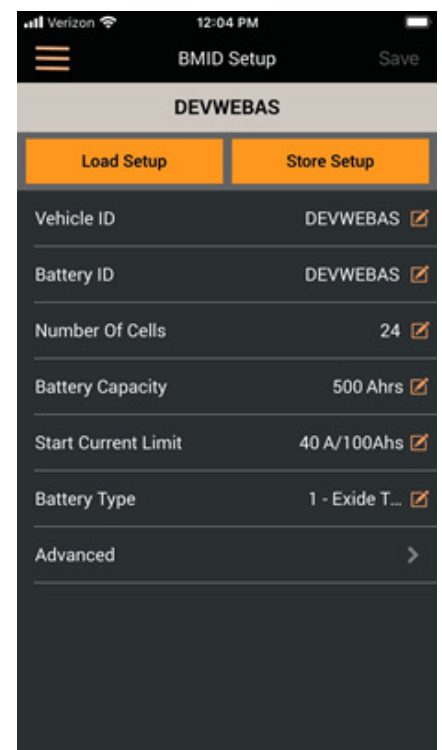 Verizon 12:04 PM
BMID Setup Save
DEVWEBAS
Load Setup Store Setup
Vehicle ID DEVWEBAS
Battery ID DEVWEBAS
Number Of Cells 24
Battery Capacity 500 Ahrs
Start Current Limit 40 A/100Ahs
Battery Type 1 - Exide T...
Advanced